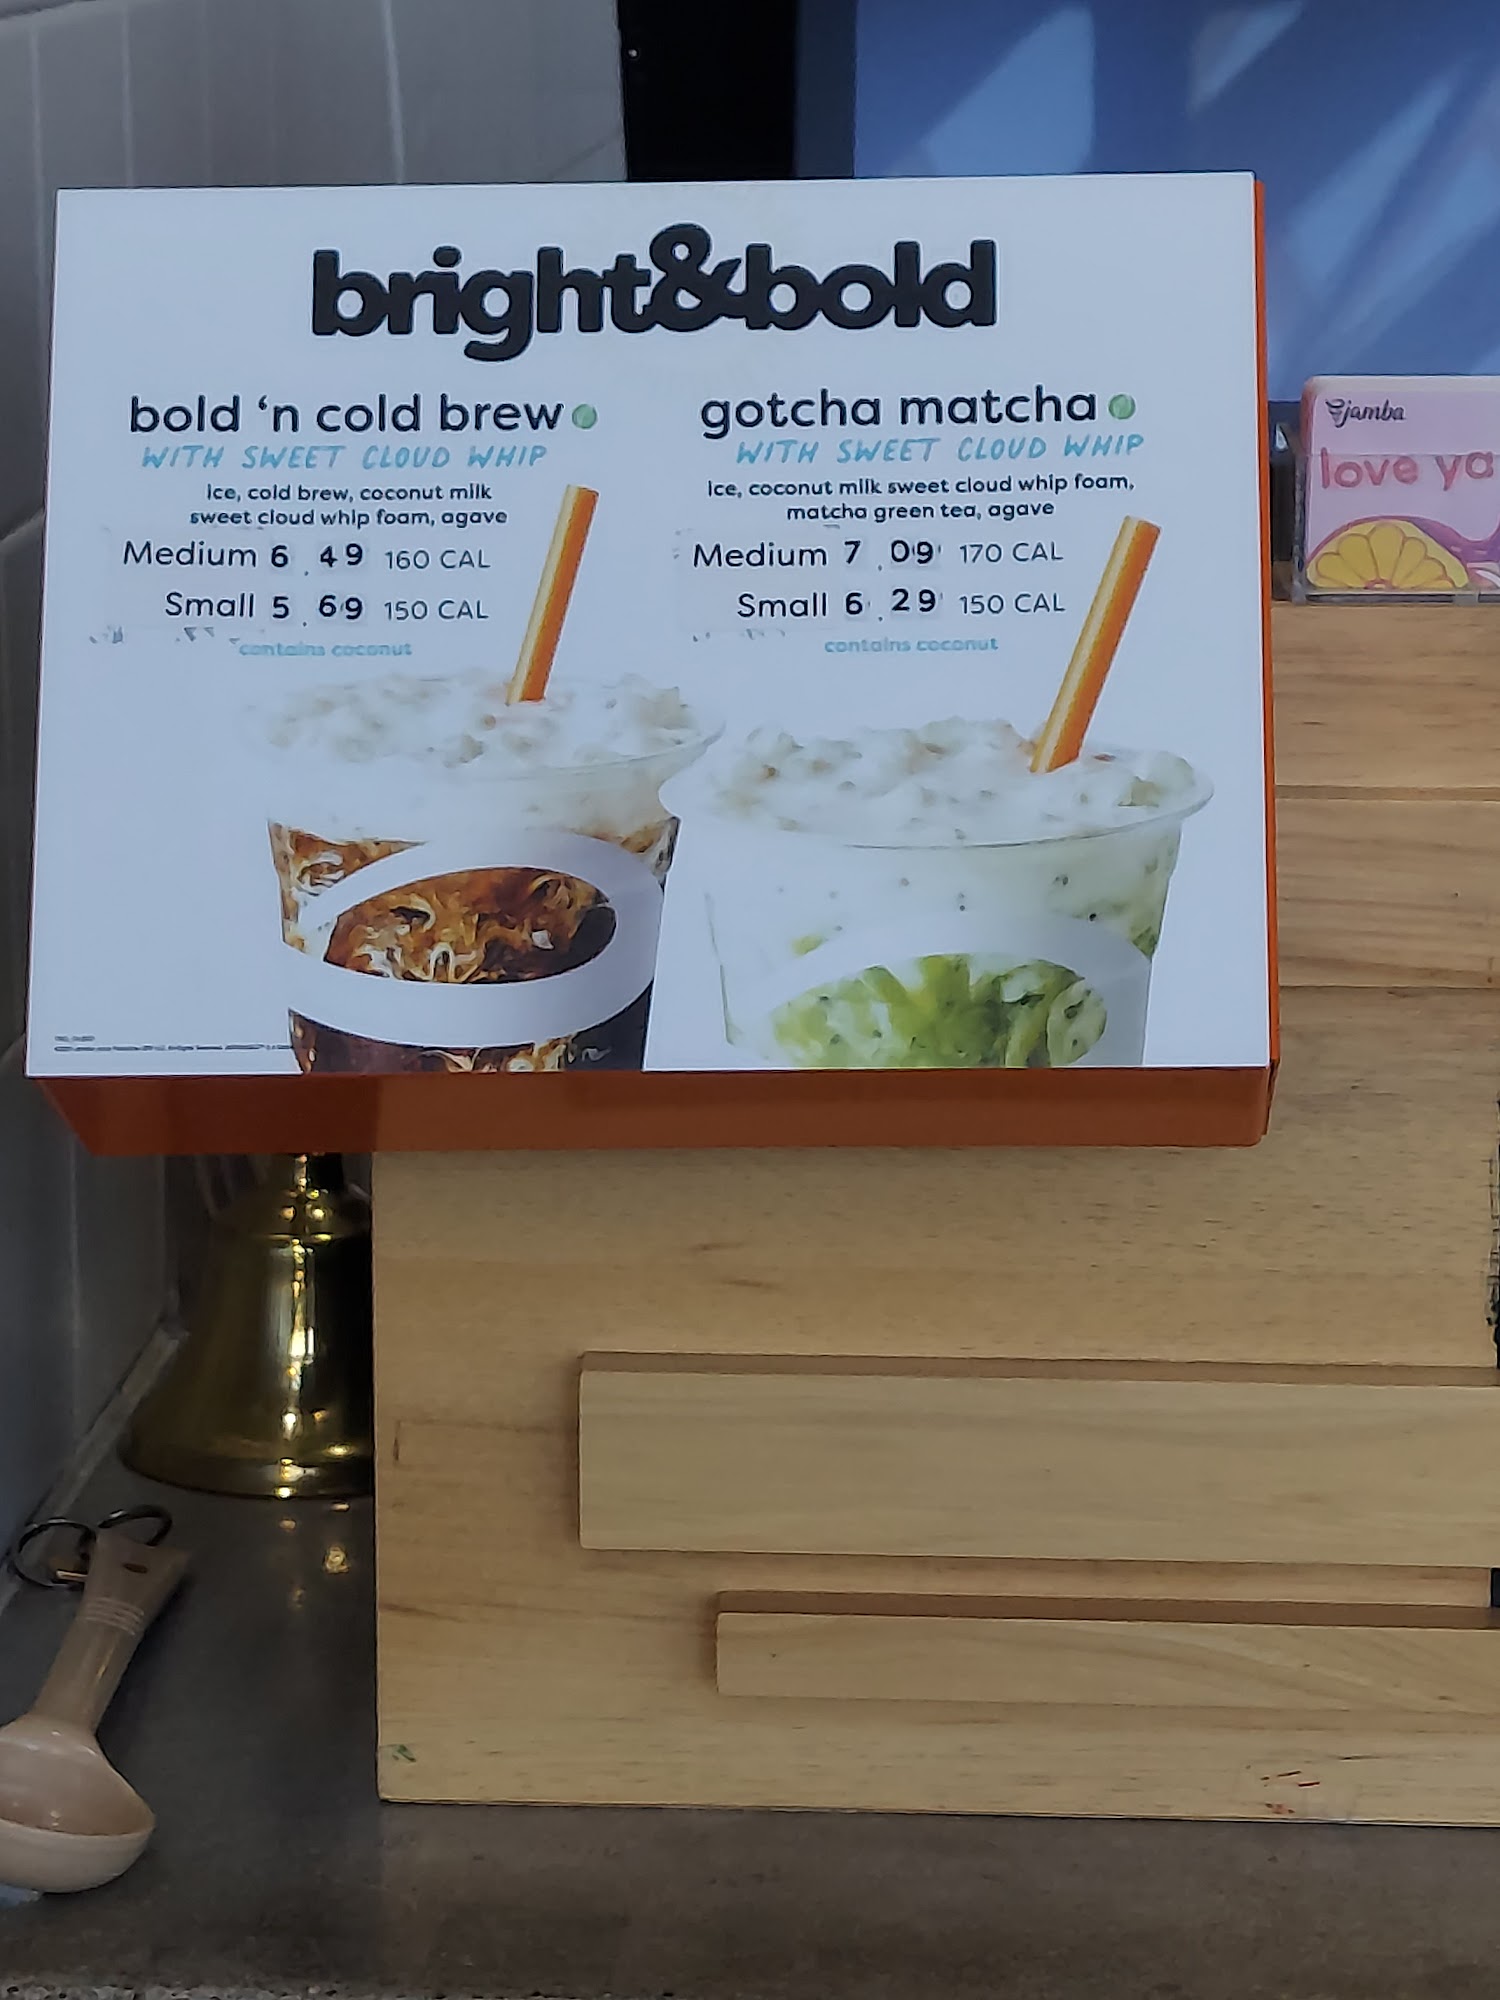 bright&bold
bold 'n cold brew
WITH SWEET CLOUD WHIP
ice, cold brew, coconut milk
sweet cloud whip foam, agave
Medium 6.49 160 CAL
Small 5.69 150 CAL
contains coconut
gotcha matcha
WITH SWEET CLOUD WHIP
ice, coconut milk sweet cloud whip foam,
matcha green tea, agave
Medium 7.09 170 CAL
Small 6.29 150 CAL
contains coconut
jamba
love ya